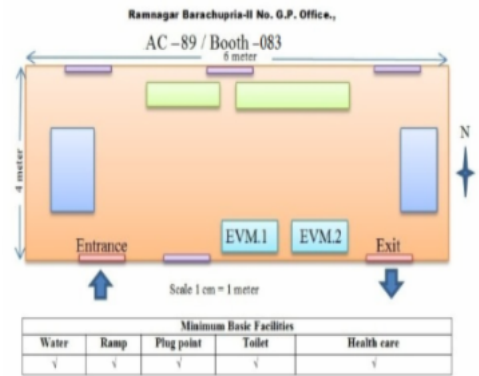 Ramnagar Barachupria-II No. G.P. Office.,
AC –89 / Booth -083
6 meter
4 meter
N
EVM.1 EVM.2
Entrance Exit
Scale 1 cm = 1 meter
Minimum Basic Facilities
Water Ramp Plug point Toilet Health care
√ √ √ √ √